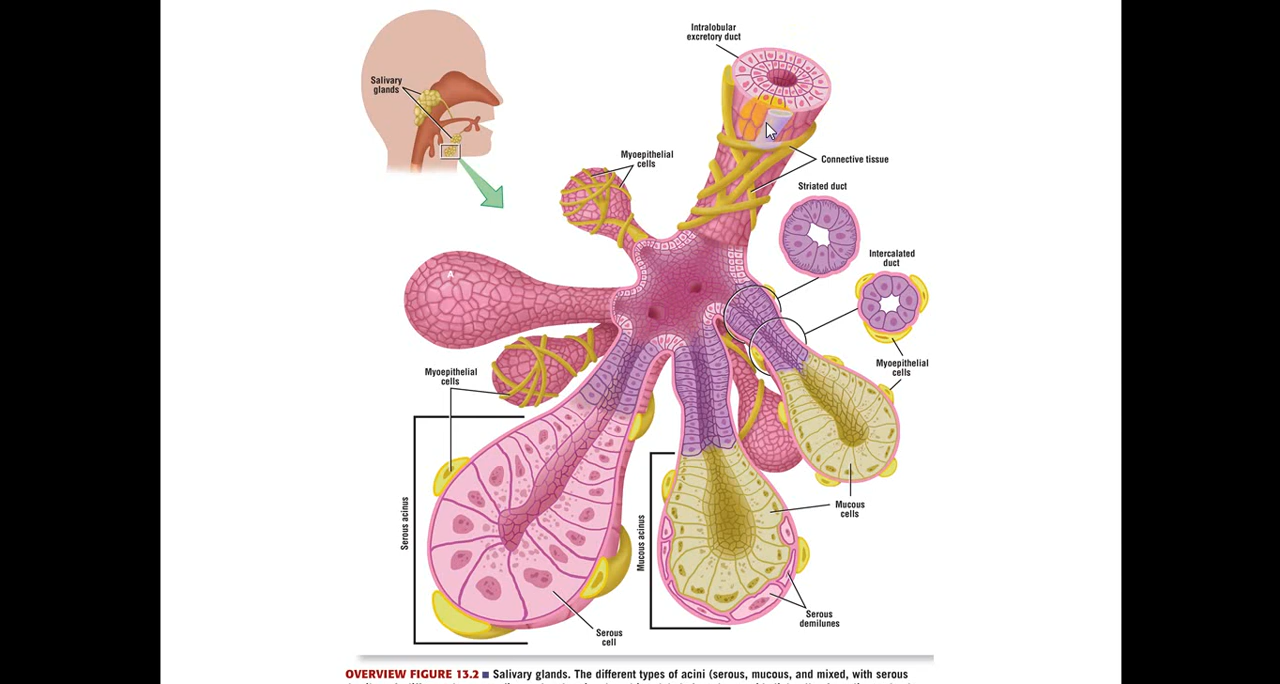 Intralobular
excretory duct
Salivary
glands
Myoepithelial
cells
Connective tissue
Striated duct
Intercalated
duct
A
Myoepithelial
cells
Myoepithelial
cells
Serous acinus
Mucous acinus
Mucous
cells
Serous
demilunes
Serous
cell
OVERVIEW FIGURE 13.2 ■ Salivary glands. The different types of acini (serous, mucous, and mixed, with serous